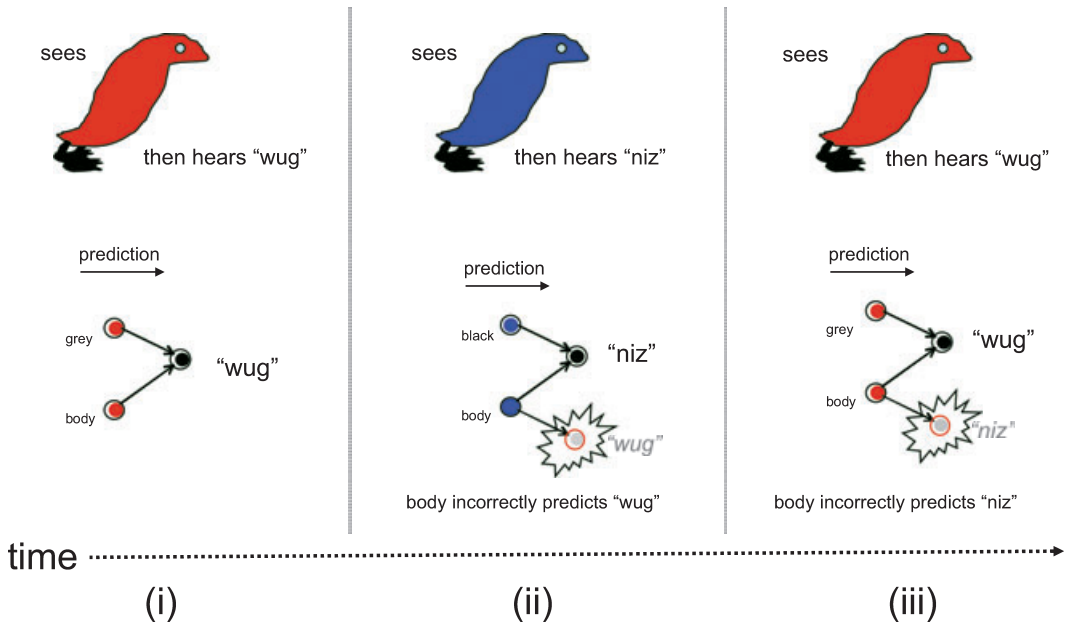 sees
then hears “wug”
prediction
grey
“wug”
body
sees
then hears “niz”
prediction
black
“niz”
body
“wug”
body incorrectly predicts “wug”
sees
then hears “wug”
prediction
grey
“wug”
body
“niz”
body incorrectly predicts “niz”
time
(i)
(ii)
(iii)